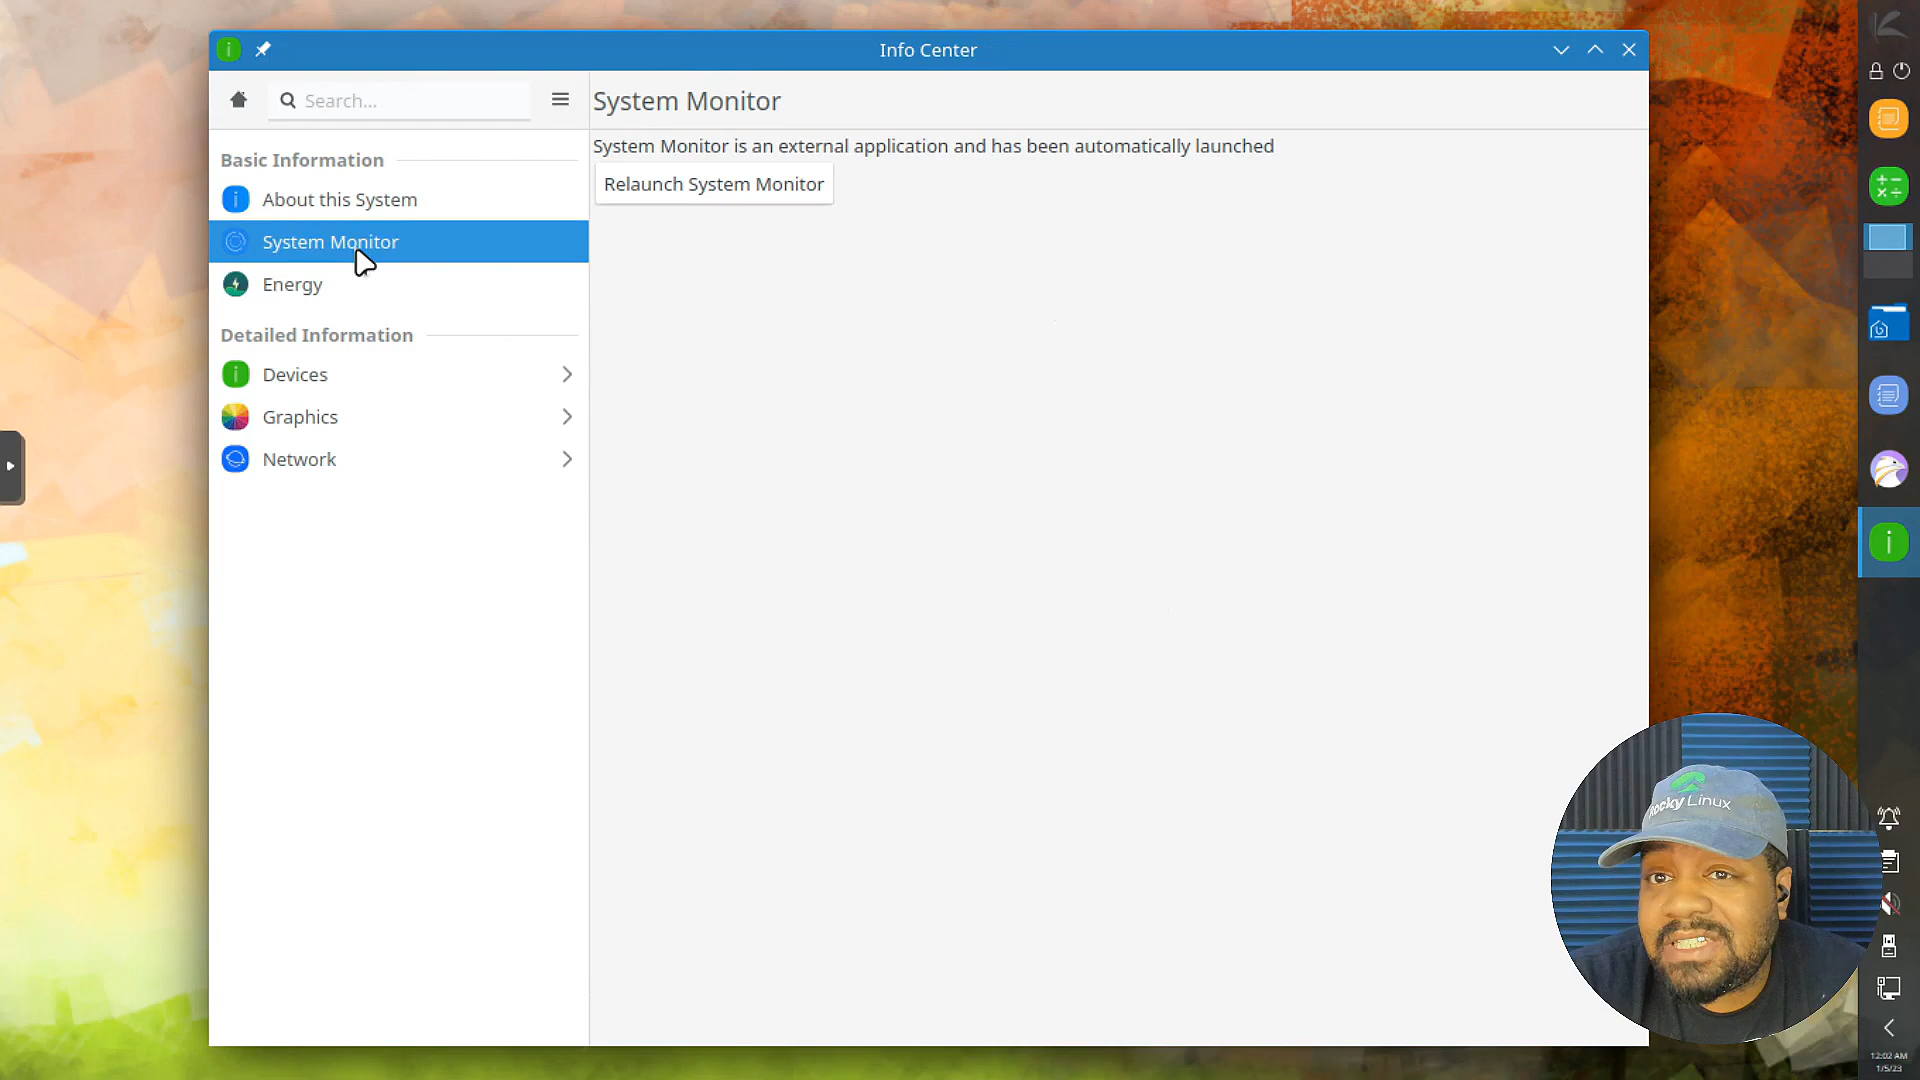 Info Center
Search...
System Monitor
System Monitor is an external application and has been automatically launched
Relaunch System Monitor
Basic Information
About this System
System Monitor
Energy
Detailed Information
Devices
Graphics
Network
Rocky Linux
12:02 AM
1/5/23